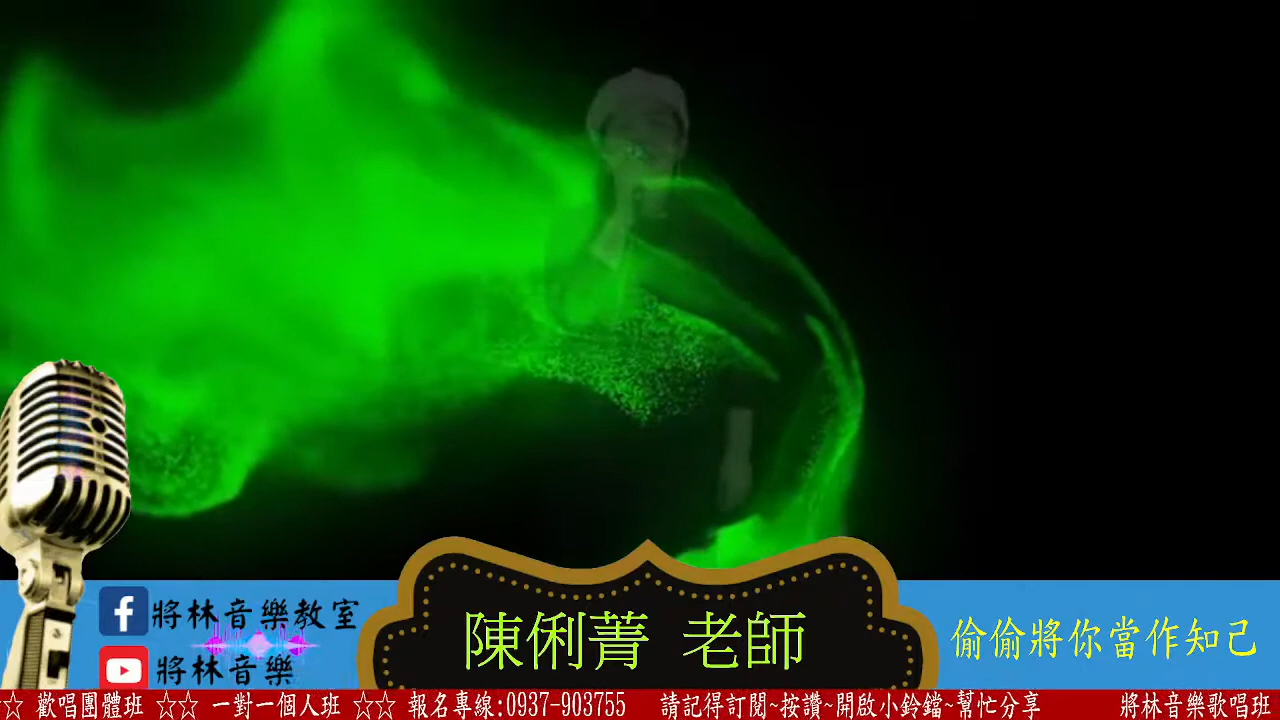 將林音樂教室
將林音樂
陳俐菁 老師
偷偷將你當作知己
☆ 歡唱團體班 ☆☆ 一對一個人班 ☆☆ 報名專線:0937-903755 請記得訂閱~按讚~開啟小鈴鐺~幫忙分享 將林音樂歌唱班